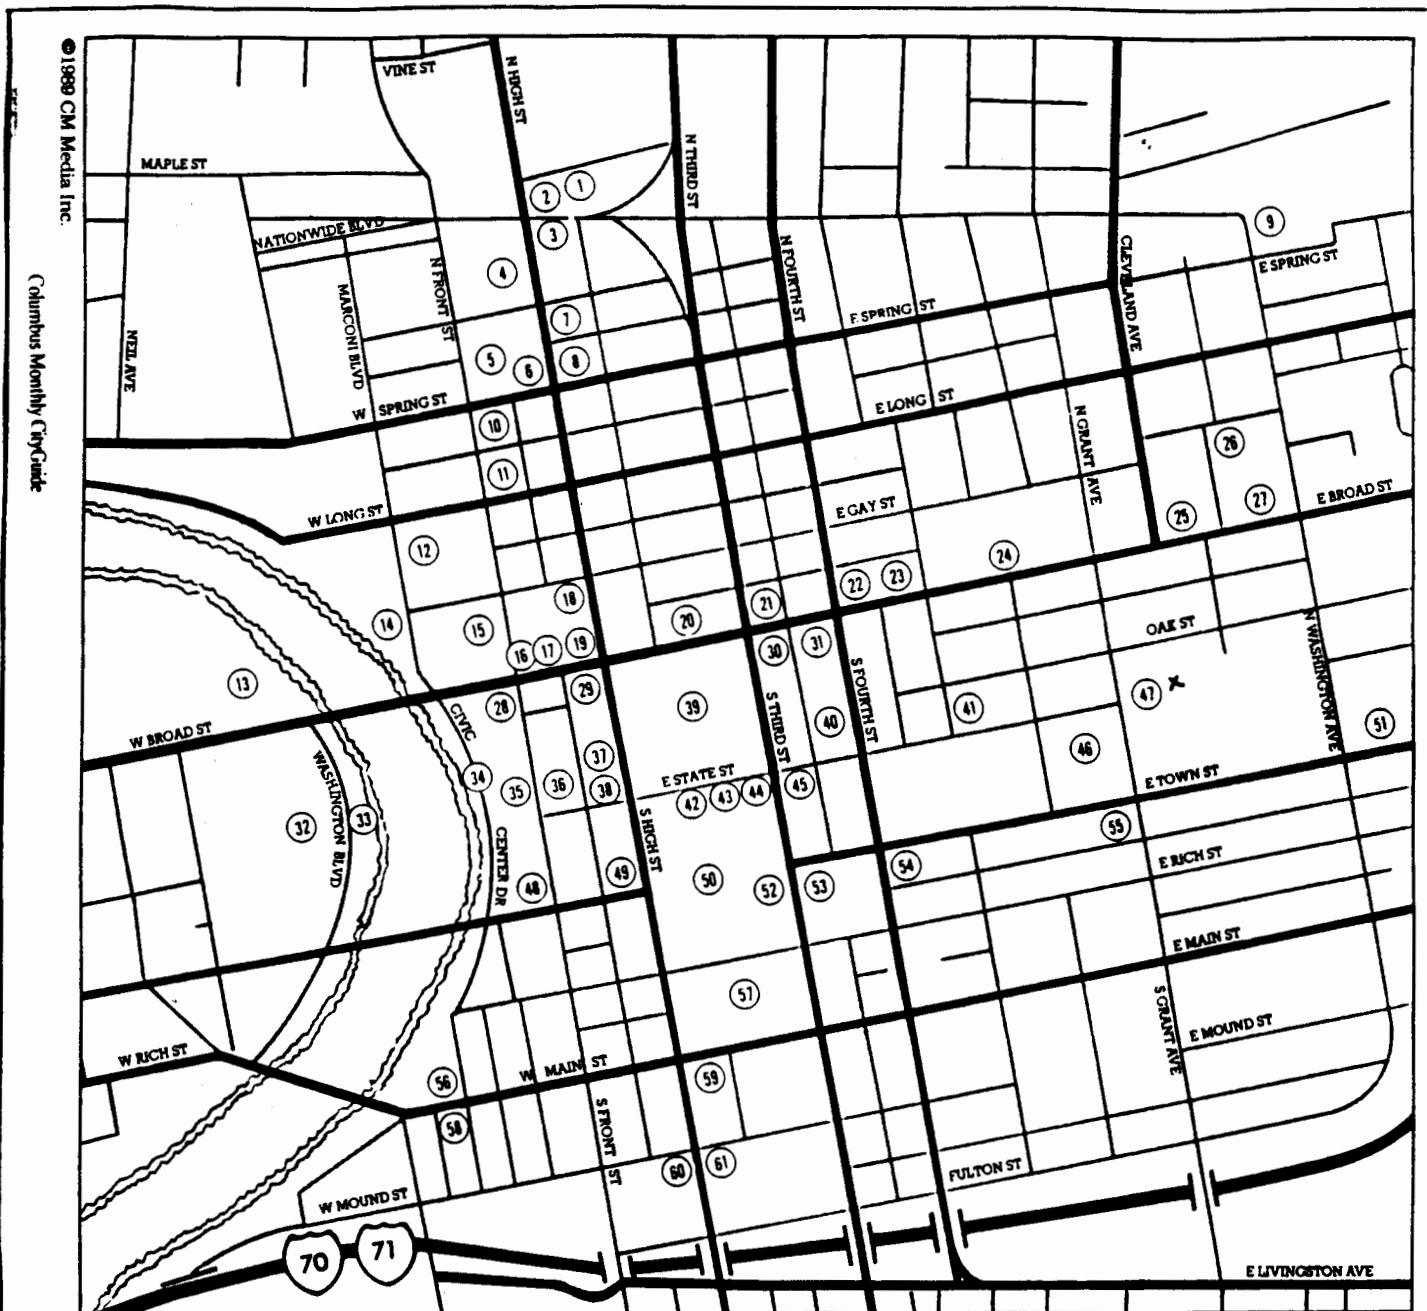 ©1989 CM Media Inc.
Columbus Monthly CityGuide
VINE ST
N HIGH ST
N THIRD ST
MAPLE ST
1
2
3
4
9
NATIONWIDE BLVD
N FRONT ST
N FOURTH ST
CLEVELAND AVE
E SPRING ST
MARCONI BLVD
NEIL AVE
7
E SPRING ST
5
6
8
W SPRING ST
E LONG ST
N GRANT AVE
10
11
26
27
25
E BROAD ST
W LONG ST
E GAY ST
12
24
22
23
18
21
20
14
15
16
17
19
30
31
OAK ST
N WASHINGTON AVE
13
28
29
39
S THIRD ST
S FOURTH ST
40
41
47
x
51
W BROAD ST
CIVIC CENTER DR
WASHINGTON BLVD
46
37
34
35
36
38
E STATE ST
42
43
44
45
E TOWN ST
32
33
S HIGH ST
55
E RICH ST
48
49
50
52
53
54
E MAIN ST
57
S GRANT AVE
E MOUND ST
W RICH ST
W MAIN ST
56
58
59
S FRONT ST
60
61
FULTON ST
W MOUND ST
70
71
E LIVINGSTON AVE